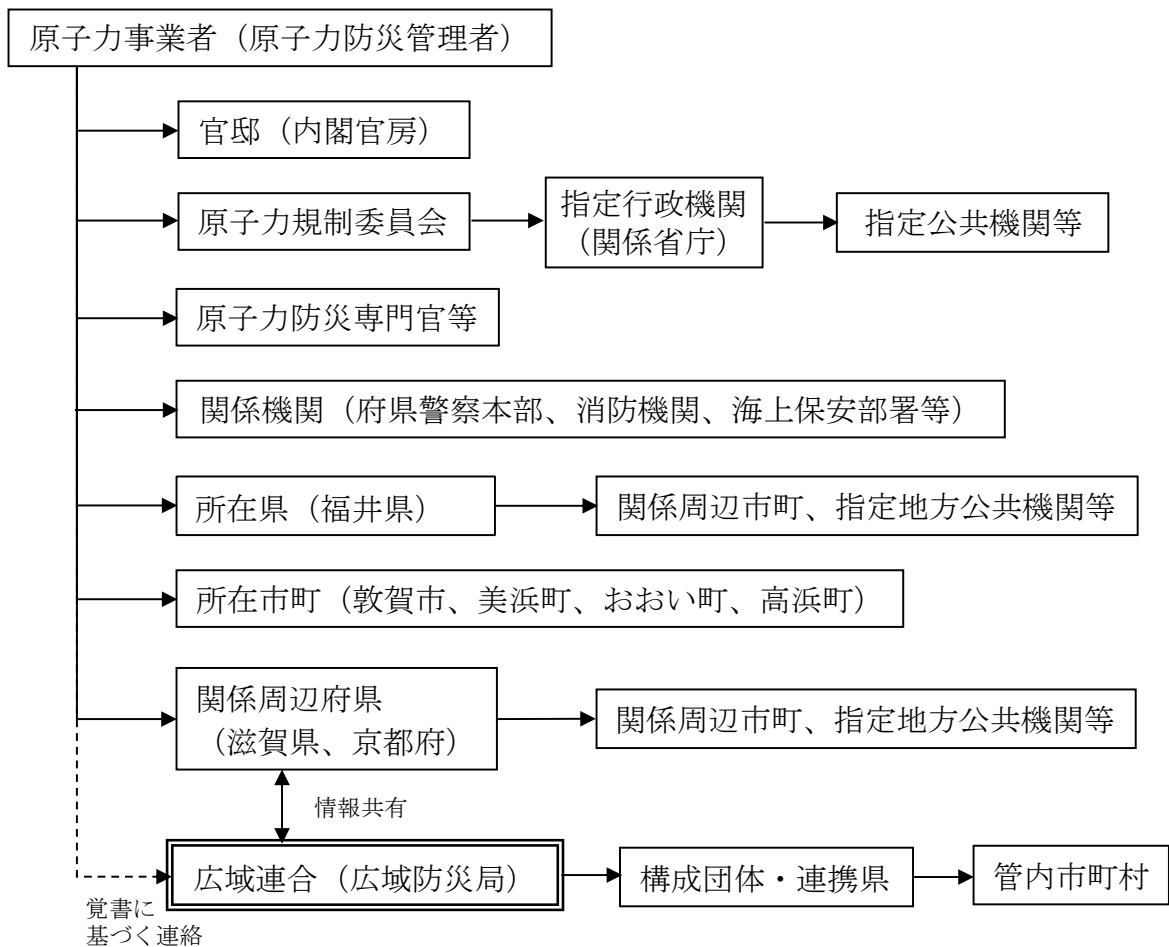 原子力事業者（原子力防災管理者）
官邸（内閣官房）
原子力規制委員会
指定行政機関
（関係省庁）
指定公共機関等
原子力防災専門官等
関係機関（府県警察本部、消防機関、海上保安部署等）
所在県（福井県）
関係周辺市町、指定地方公共機関等
所在市町（敦賀市、美浜町、おおい町、高浜町）
関係周辺府県
（滋賀県、京都府）
関係周辺市町、指定地方公共機関等
情報共有
広域連合（広域防災局）
構成団体・連携県
管内市町村
覚書に
基づく連絡